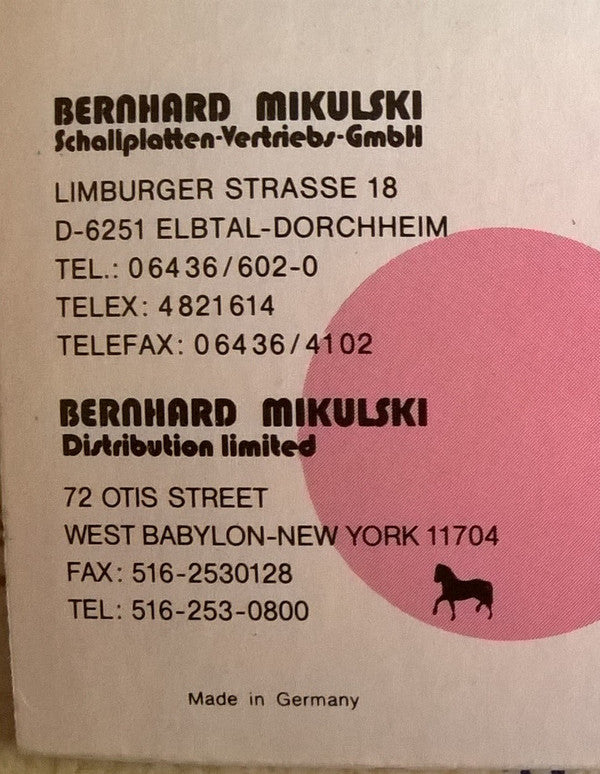 BERNHARD MIKULSKI
Schallplatten-Vertriebs-GmbH
LIMBURGER STRASSE 18
D-6251 ELBTAL-DORCHHEIM
TEL.: 06436/602-0
TELEX: 4821614
TELEFAX: 06436/4102
BERNHARD MIKULSKI
Distribution limited
72 OTIS STREET
WEST BABYLON-NEW YORK 11704
FAX: 516-2530128
TEL: 516-253-0800
Made in Germany